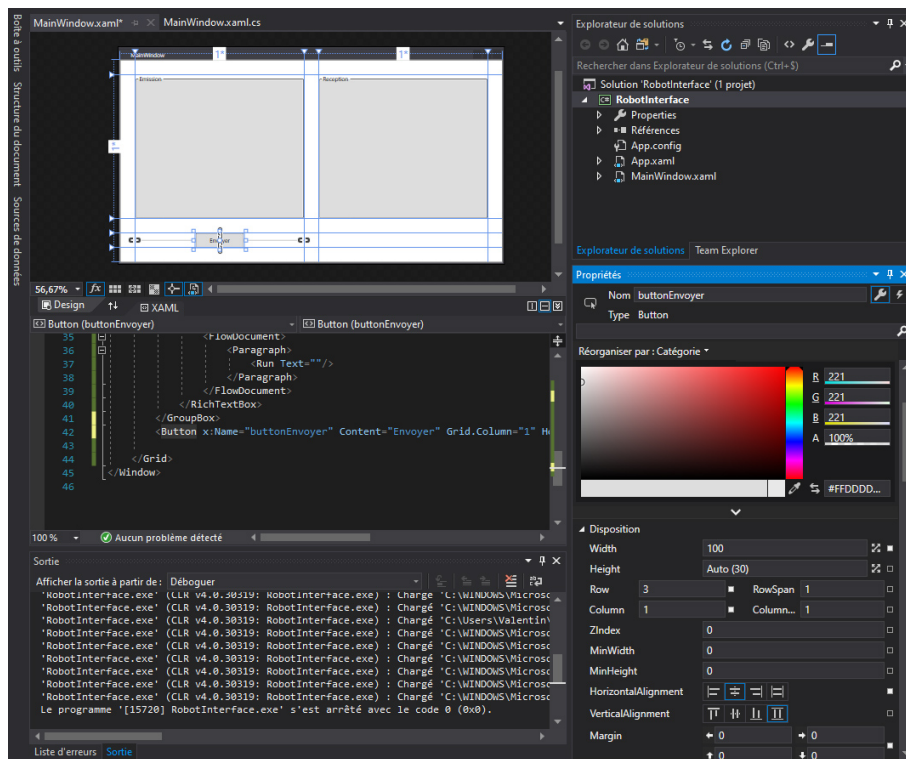 MainWindow.xaml*
MainWindow.xaml.cs
Boîte à outils
Structure du document
Sources de données
MainWindow
1*
1*
Emission
Reception
1*
Envoyer
56,67%
fx
Design
XAML
Button (buttonEnvoyer)
Button (buttonEnvoyer)
35 <FlowDocument>
36 <Paragraph>
37 <Run Text=""/>
38 </Paragraph>
39 </FlowDocument>
40 </RichTextBox>
41 </GroupBox>
42 <Button x:Name="buttonEnvoyer" Content="Envoyer" Grid.Column="1" H
43
44 </Grid>
45 </Window>
46
100 %
Aucun problème détecté
Sortie
Afficher la sortie à partir de : Déboguer
'RobotInterface.exe' (CLR v4.0.30319: RobotInterface.exe) : Chargé 'C:\WINDOWS\Microsc
'RobotInterface.exe' (CLR v4.0.30319: RobotInterface.exe) : Chargé 'C:\WINDOWS\Microsc
'RobotInterface.exe' (CLR v4.0.30319: RobotInterface.exe) : Chargé 'C:\Users\Valentin\
'RobotInterface.exe' (CLR v4.0.30319: RobotInterface.exe) : Chargé 'C:\WINDOWS\Microsc
'RobotInterface.exe' (CLR v4.0.30319: RobotInterface.exe) : Chargé 'C:\WINDOWS\Microsc
'RobotInterface.exe' (CLR v4.0.30319: RobotInterface.exe) : Chargé 'C:\WINDOWS\Microsc
'RobotInterface.exe' (CLR v4.0.30319: RobotInterface.exe) : Chargé 'C:\WINDOWS\Microsc
'RobotInterface.exe' (CLR v4.0.30319: RobotInterface.exe) : Chargé 'C:\WINDOWS\Microsc
'RobotInterface.exe' (CLR v4.0.30319: RobotInterface.exe) : Chargé 'C:\WINDOWS\Microsc
Le programme '[15720] RobotInterface.exe' s'est arrêté avec le code 0 (0x0).
Liste d'erreurs
Sortie
Explorateur de solutions
Rechercher dans Explorateur de solutions (Ctrl+$)
Solution 'RobotInterface' (1 projet)
RobotInterface
Properties
Références
App.config
App.xaml
MainWindow.xaml
Explorateur de solutions
Team Explorer
Propriétés
Nom buttonEnvoyer
Type Button
Réorganiser par : Catégorie
R 221
G 221
B 221
A 100%
#FFDDDD...
Disposition
Width 100
Height Auto (30)
Row 3 RowSpan 1
Column 1 Column... 1
ZIndex 0
MinWidth 0
MinHeight 0
HorizontalAlignment
VerticalAlignment
Margin 0 0
0 0